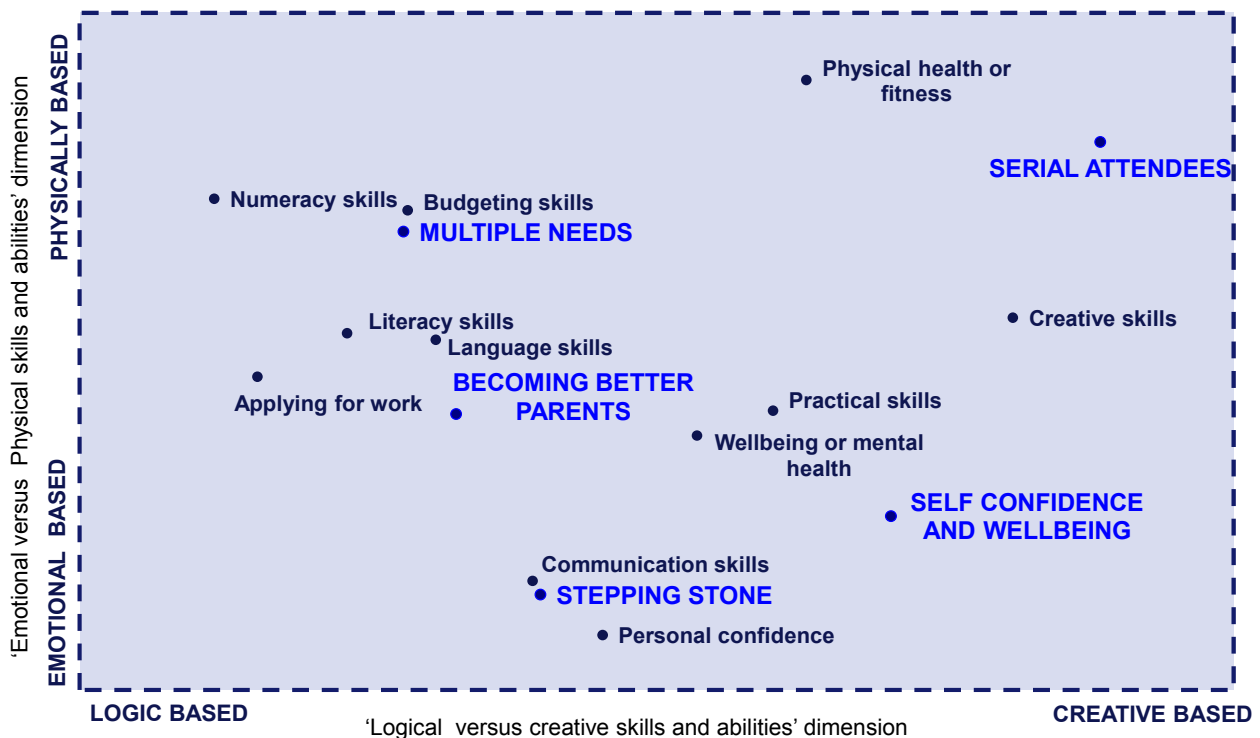 'Emotional versus Physical skills and abilities' dirmension
PHYSICALLY BASED
EMOTIONAL BASED
Physical health or
fitness
SERIAL ATTENDEES
Numeracy skills
Budgeting skills
MULTIPLE NEEDS
Creative skills
Literacy skills
Language skills
Applying for work
BECOMING BETTER
PARENTS
Practical skills
Wellbeing or mental
health
SELF CONFIDENCE
AND WELLBEING
Communication skills
STEPPING STONE
Personal confidence
LOGIC BASED
'Logical versus creative skills and abilities' dimension
CREATIVE BASED